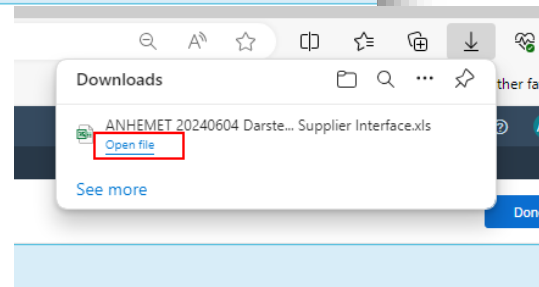 Downloads
ther fa
ANHEMET 20240604 Darste... Supplier Interface.xls
Open file
See more
Don